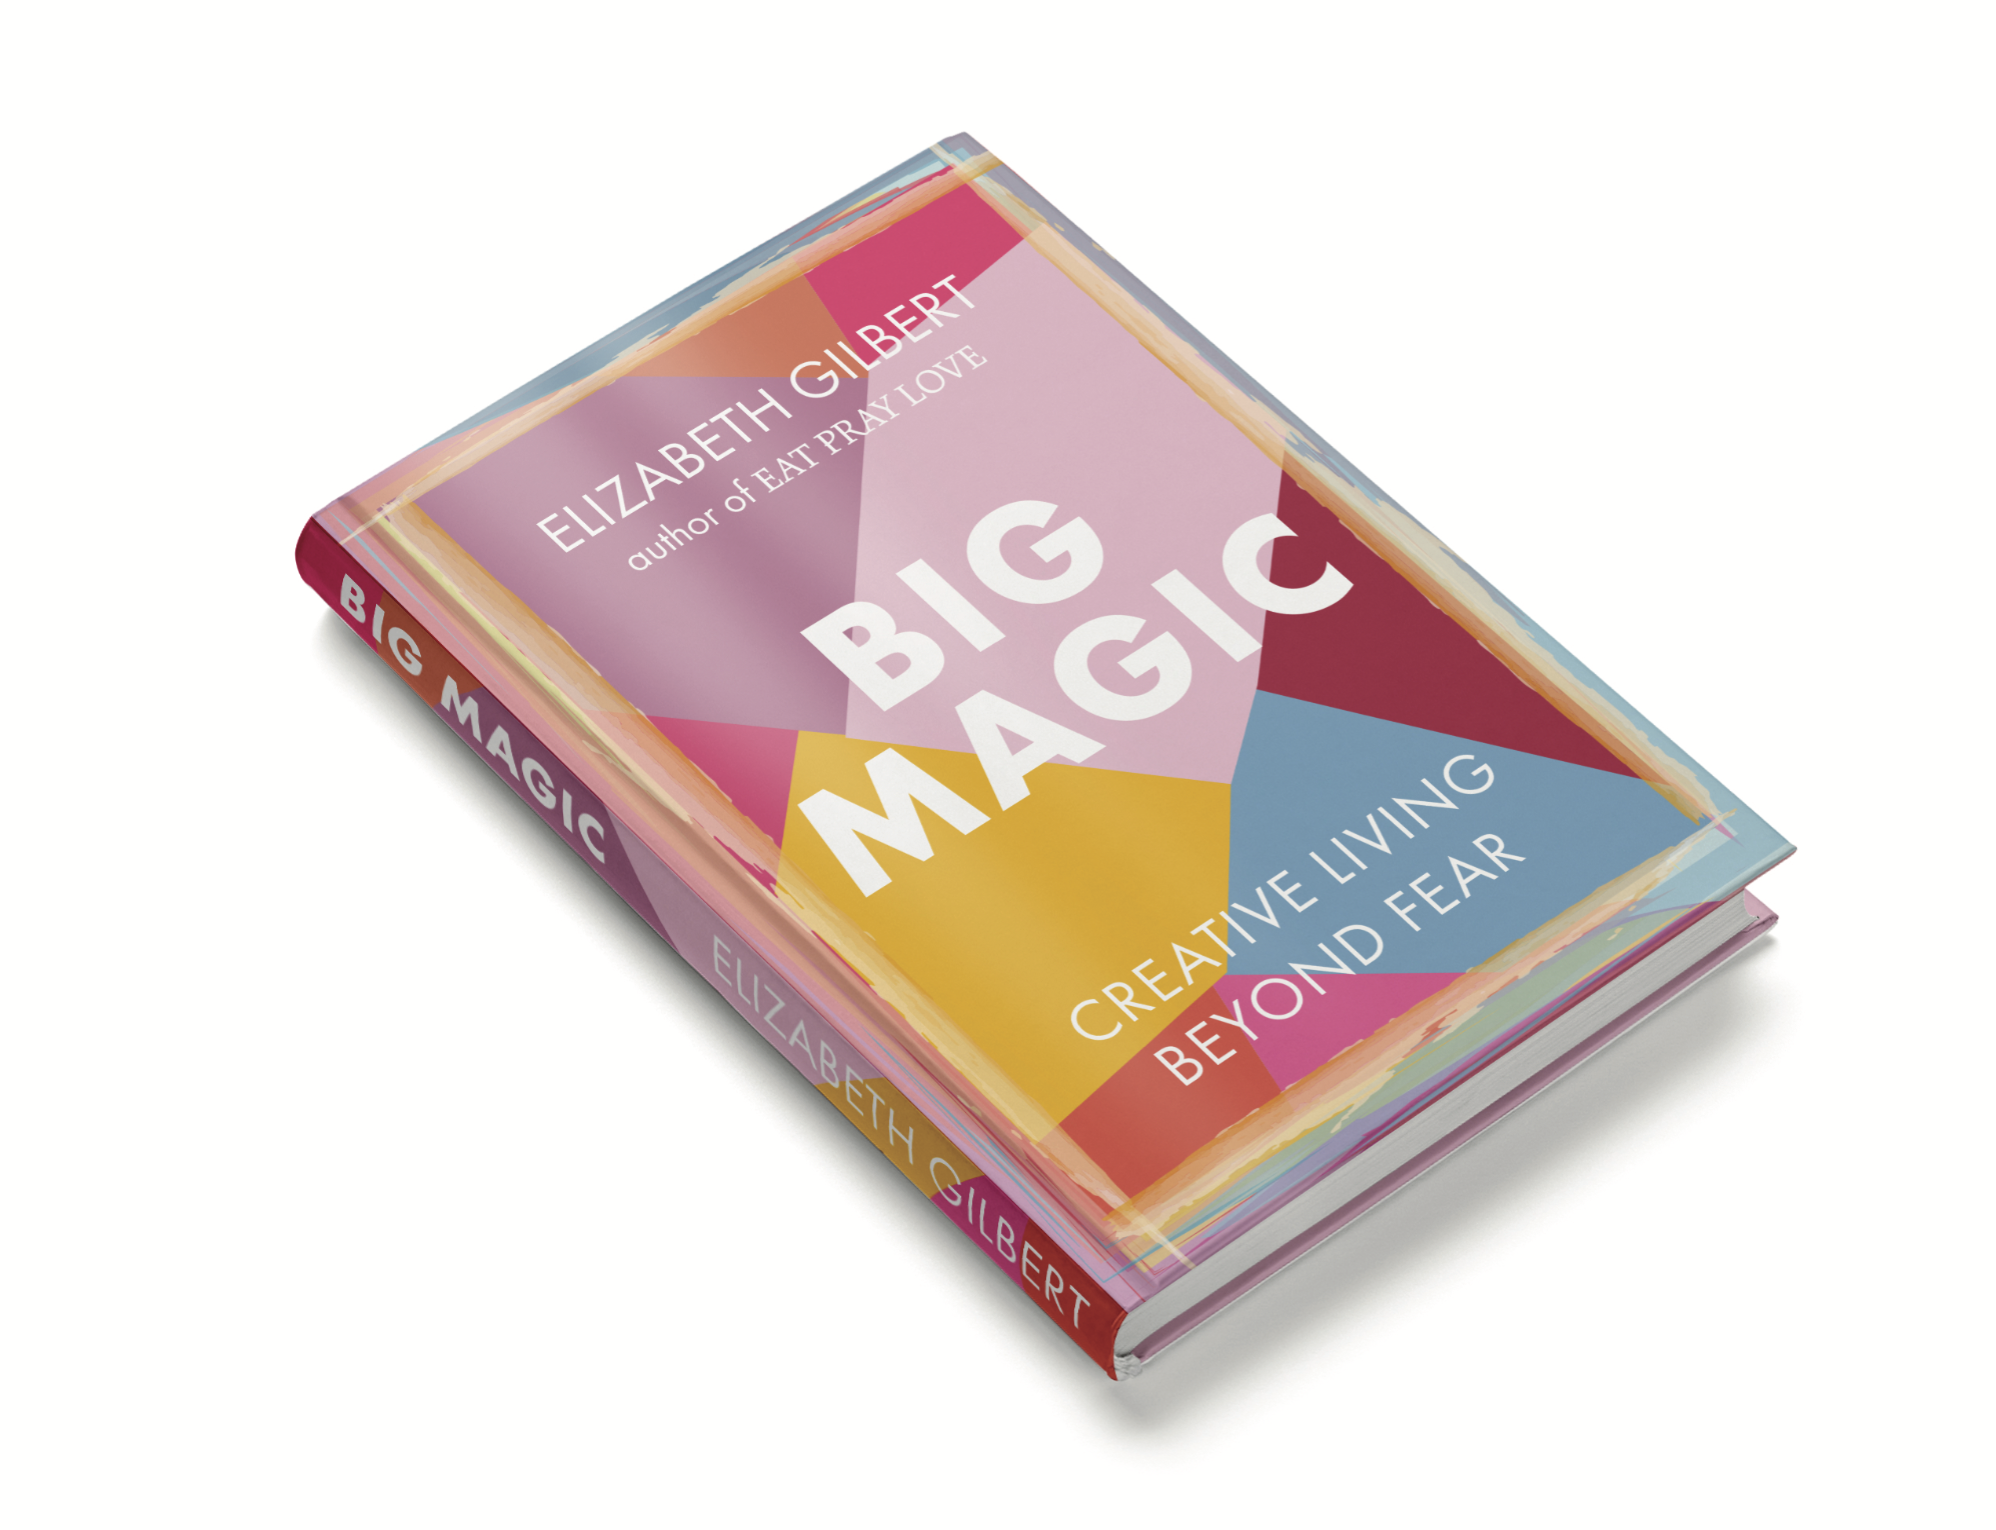 ELIZABETH GILBERT
author of EAT PRAY LOVE
BIG
MAGIC
CREATIVE LIVING
BEYOND FEAR
BIG MAGIC
ELIZABETH GILBERT